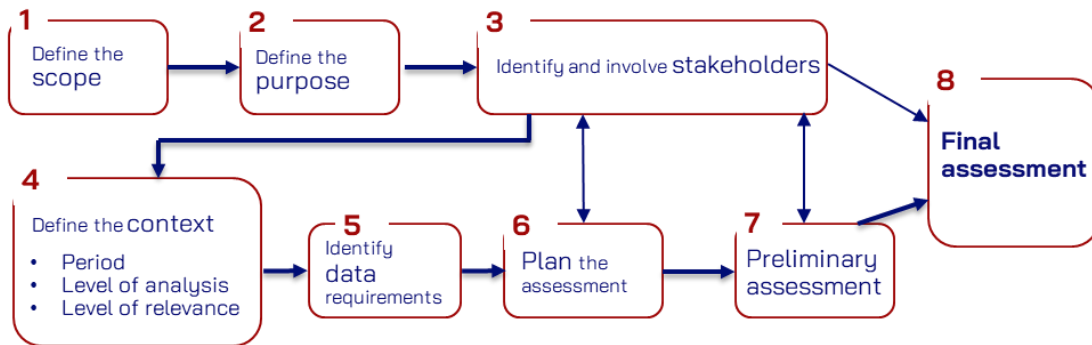 1
Define the
scope
2
Define the
purpose
3
Identify and involve stakeholders
4
Define the context
• Period
• Level of analysis
• Level of relevance
5
Identify
data
requirements
6
Plan the
assessment
7
Preliminary
assessment
8
Final
assessment